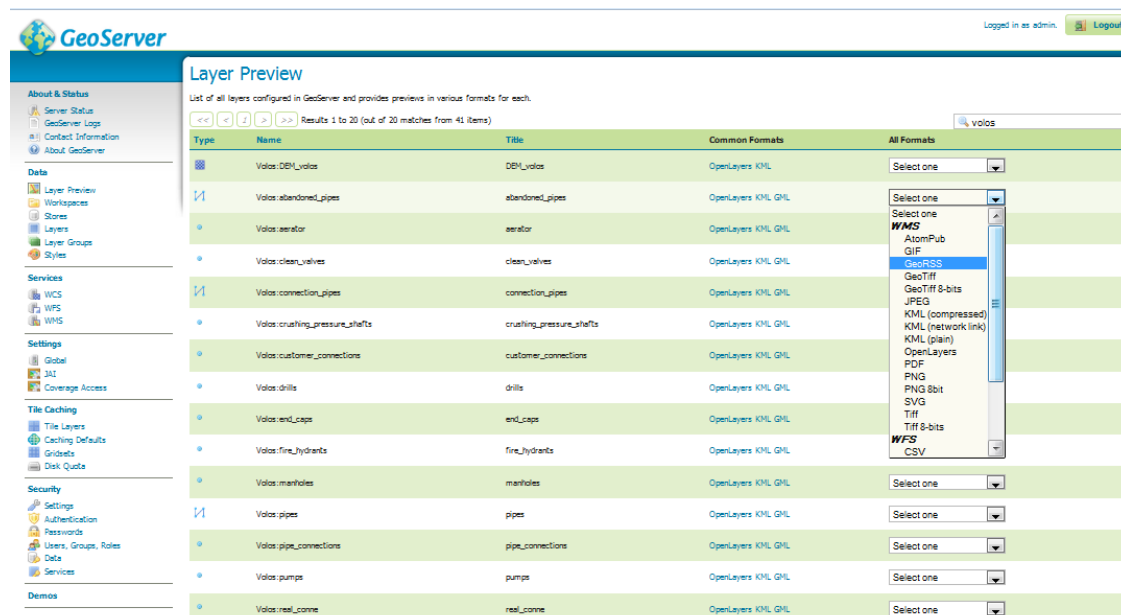 GeoServer
Logged in as admin.
Logout
About & Status
Server Status
GeoServer Logs
Contact Information
About GeoServer
Data
Layer Preview
Workspaces
Stores
Layers
Layer Groups
Styles
Services
WCS
WFS
WMS
Settings
Global
JAI
Coverage Access
Tile Caching
Tile Layers
Caching Defaults
Gridsets
Disk Quota
Security
Settings
Authentication
Passwords
Users, Groups, Roles
Data
Services
Demos
Layer Preview
List of all layers configured in GeoServer and provides previews in various formats for each.
<< < 1 > >> Results 1 to 20 (out of 20 matches from 41 items)
volos
Type Name Title Common Formats All Formats
Volos:DEM_volos DEM_volos OpenLayers KML Select one
Volos:abandoned_pipes abandoned_pipes OpenLayers KML GML Select one
Volos:aerator aerator OpenLayers KML GML
Volos:clean_valves clean_valves OpenLayers KML GML
Volos:connection_pipes connection_pipes OpenLayers KML GML
Volos:crushing_pressure_shafts crushing_pressure_shafts OpenLayers KML GML
Volos:customer_connections customer_connections OpenLayers KML GML
Volos:drills drills OpenLayers KML GML
Volos:end_caps end_caps OpenLayers KML GML
Volos:fire_hydrants fire_hydrants OpenLayers KML GML
Volos:manholes manholes OpenLayers KML GML Select one
Volos:pipes pipes OpenLayers KML GML Select one
Volos:pipe_connections pipe_connections OpenLayers KML GML Select one
Volos:pumps pumps OpenLayers KML GML Select one
Volos:real_conne real_conne OpenLayers KML GML Select one
Select one
WMS
AtomPub
GIF
GeoRSS
GeoTiff
GeoTiff 8-bits
JPEG
KML (compressed)
KML (network link)
KML (plain)
OpenLayers
PDF
PNG
PNG 8bit
SVG
Tiff
Tiff 8-bits
WFS
CSV